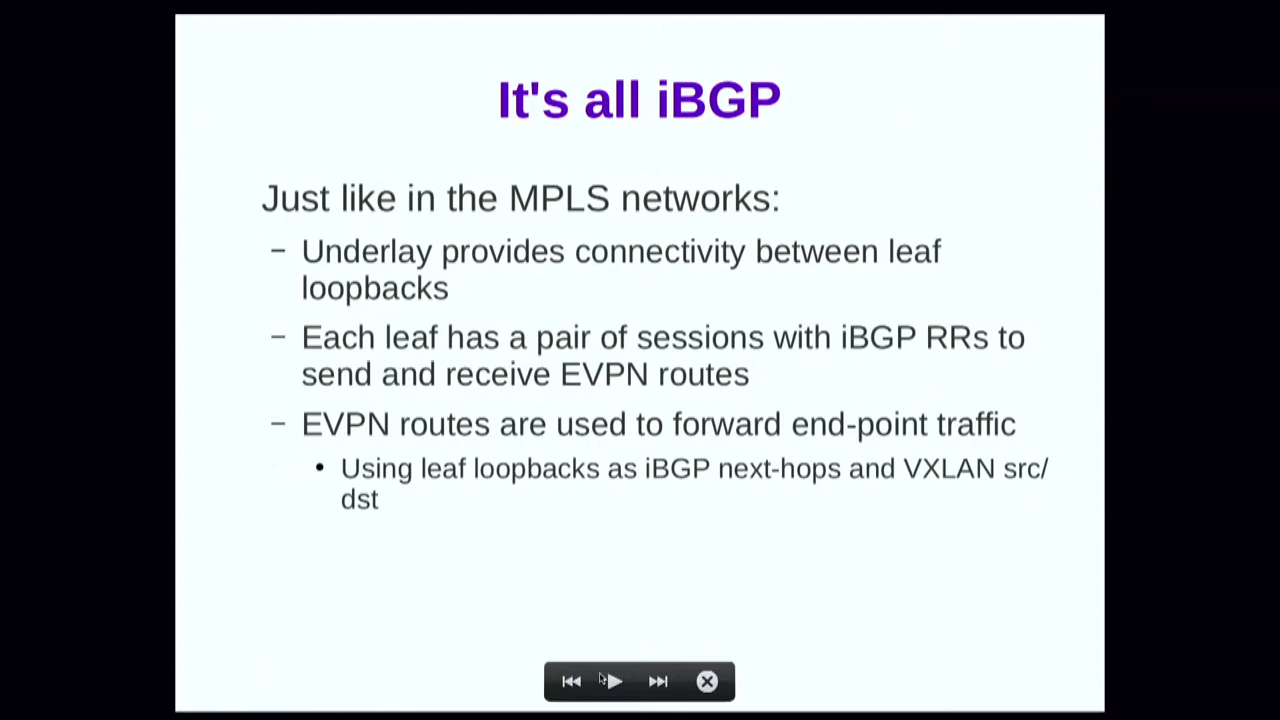 It's all iBGP
Just like in the MPLS networks:
– Underlay provides connectivity between leaf
loopbacks
– Each leaf has a pair of sessions with iBGP RRs to
send and receive EVPN routes
– EVPN routes are used to forward end-point traffic
• Using leaf loopbacks as iBGP next-hops and VXLAN src/
dst